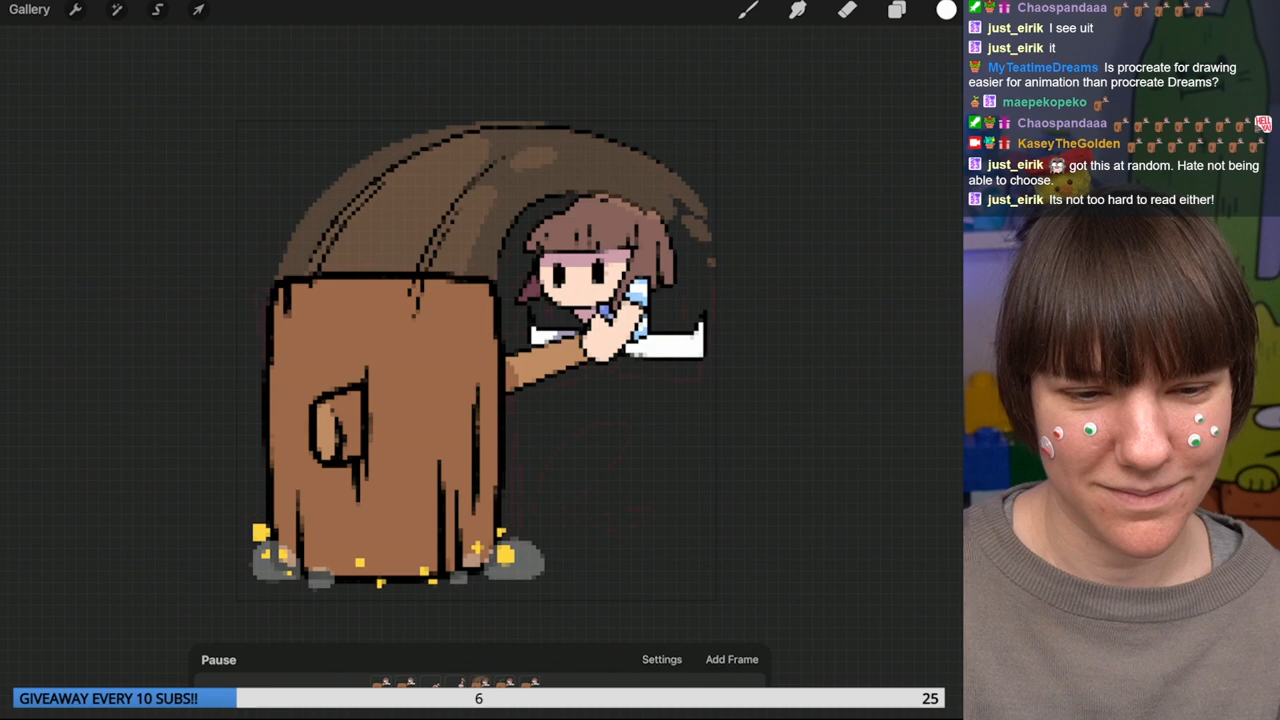 Gallery
Chaospandaaa
just_eirik I see uit
just_eirik it
MyTeatimeDreams Is procreate for drawing
easier for animation than procreate Dreams?
maepekopeko
Chaospandaaa
KaseyTheGolden
just_eirik got this at random. Hate not being
able to choose.
just_eirik Its not too hard to read either!
Pause
Settings
Add Frame
GIVEAWAY EVERY 10 SUBS!!
6
25